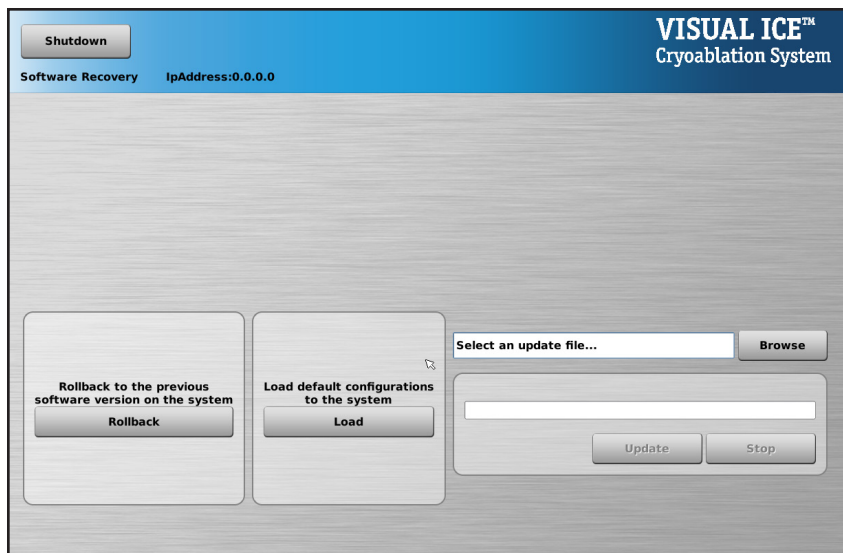 Shutdown
VISUAL ICE™
Cryoablation System
Software Recovery IpAddress:0.0.0.0
Select an update file...
Browse
Rollback to the previous
software version on the system
Rollback
Load default configurations
to the system
Load
Update
Stop